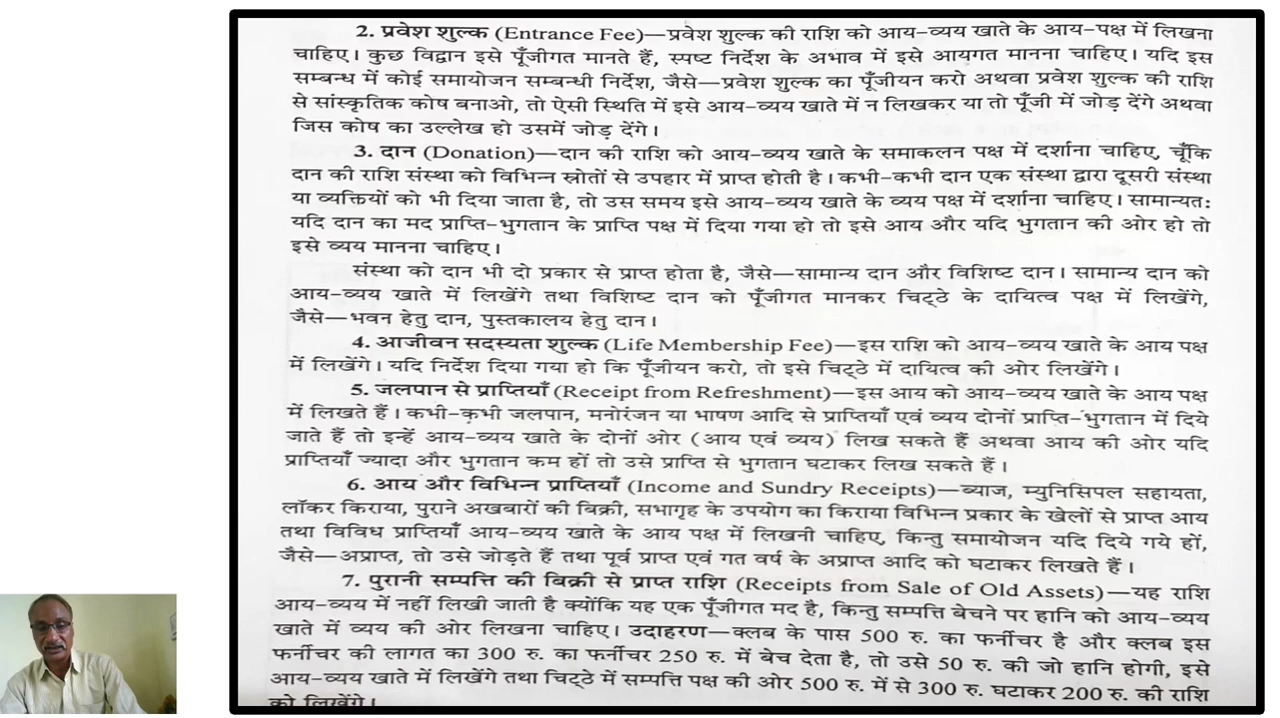 2. प्रवेश शुल्क (Entrance Fee)—प्रवेश शुल्क की राशि को आय-व्यय खाते के आय-पक्ष में लिखना
चाहिए। कुछ विद्वान इसे पूँजीगत मानते हैं, स्पष्ट निर्देश के अभाव में इसे आयगत मानना चाहिए। यदि इस
सम्बन्ध में कोई समायोजन सम्बन्धी निर्देश, जैसे—प्रवेश शुल्क का पूँजीयन करो अथवा प्रवेश शुल्क की राशि
से सांस्कृतिक कोष बनाओ, तो ऐसी स्थिति में इसे आय-व्यय खाते में न लिखकर या तो पूँजी में जोड़ देंगे अथवा
जिस कोष का उल्लेख हो उसमें जोड़ देंगे।
3. दान (Donation)—दान की राशि को आय-व्यय खाते के समाकलन पक्ष में दर्शाना चाहिए, चूँकि
दान की राशि संस्था को विभिन्न स्रोतों से उपहार में प्राप्त होती है। कभी-कभी दान एक संस्था द्वारा दूसरी संस्था
या व्यक्तियों को भी दिया जाता है, तो उस समय इसे आय-व्यय खाते के व्यय पक्ष में दर्शाना चाहिए। सामान्यतः
यदि दान का मद प्राप्ति-भुगतान के प्राप्ति पक्ष में दिया गया हो तो इसे आय और यदि भुगतान की ओर हो तो
इसे व्यय मानना चाहिए।
संस्था को दान भी दो प्रकार से प्राप्त होता है, जैसे—सामान्य दान और विशिष्ट दान। सामान्य दान को
आय-व्यय खाते में लिखेंगे तथा विशिष्ट दान को पूँजीगत मानकर चिट्ठे के दायित्व पक्ष में लिखेंगे,
जैसे—भवन हेतु दान, पुस्तकालय हेतु दान।
4. आजीवन सदस्यता शुल्क (Life Membership Fee)—इस राशि को आय-व्यय खाते के आय पक्ष
में लिखेंगे। यदि निर्देश दिया गया हो कि पूँजीयन करो, तो इसे चिट्ठे में दायित्व की ओर लिखेंगे।
5. जलपान से प्राप्तियाँ (Receipt from Refreshment)—इस आय को आय-व्यय खाते के आय पक्ष
में लिखते हैं। कभी-कभी जलपान, मनोरंजन या भाषण आदि से प्राप्तियाँ एवं व्यय दोनों प्राप्ति-भुगतान में दिये
जाते हैं तो इन्हें आय-व्यय खाते के दोनों ओर (आय एवं व्यय) लिख सकते हैं अथवा आय की ओर यदि
प्राप्तियाँ ज्यादा और भुगतान कम हों तो उसे प्राप्ति से भुगतान घटाकर लिख सकते हैं।
6. आय और विभिन्न प्राप्तियाँ (Income and Sundry Receipts)—ब्याज, म्युनिसिपल सहायता,
लॉकर किराया, पुराने अखबारों की बिक्री, सभागृह के उपयोग का किराया विभिन्न प्रकार के खेलों से प्राप्त आय
तथा विविध प्राप्तियाँ आय-व्यय खाते के आय पक्ष में लिखनी चाहिए, किन्तु समायोजन यदि दिये गये हों,
जैसे—अप्राप्त, तो उसे जोड़ते हैं तथा पूर्व प्राप्त एवं गत वर्ष के अप्राप्त आदि को घटाकर लिखते हैं।
7. पुरानी सम्पत्ति की बिक्री से प्राप्त राशि (Receipts from Sale of Old Assets)—यह राशि
आय-व्यय में नहीं लिखी जाती है क्योंकि यह एक पूँजीगत मद है, किन्तु सम्पत्ति बेचने पर हानि को आय-व्यय
खाते में व्यय की ओर लिखना चाहिए। उदाहरण—क्लब के पास 500 रु. का फर्नीचर है और क्लब इस
फर्नीचर की लागत का 300 रु. का फर्नीचर 250 रु. में बेच देता है, तो उसे 50 रु. की जो हानि होगी, इसे
आय-व्यय खाते में लिखेंगे तथा चिट्ठे में सम्पत्ति पक्ष की ओर 500 रु. में से 300 रु. घटाकर 200 रु. की राशि
को लिखेंगे।